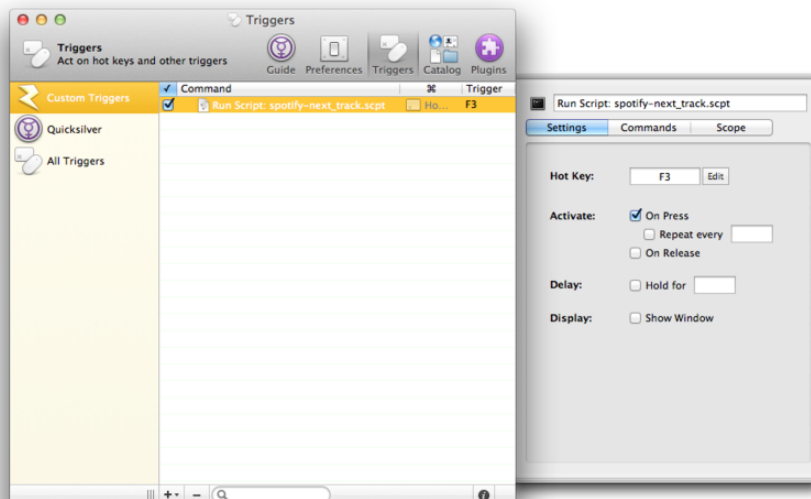 Triggers
Triggers
Act on hot keys and other triggers
Guide Preferences Triggers Catalog Plugins
Custom Triggers
Quicksilver
All Triggers
✓ Command ⌘ Trigger
Run Script: spotify-next_track.scpt Ho... F3
Run Script: spotify-next_track.scpt
Settings Commands Scope
Hot Key: F3 Edit
Activate: On Press
Repeat every
On Release
Delay: Hold for
Display: Show Window